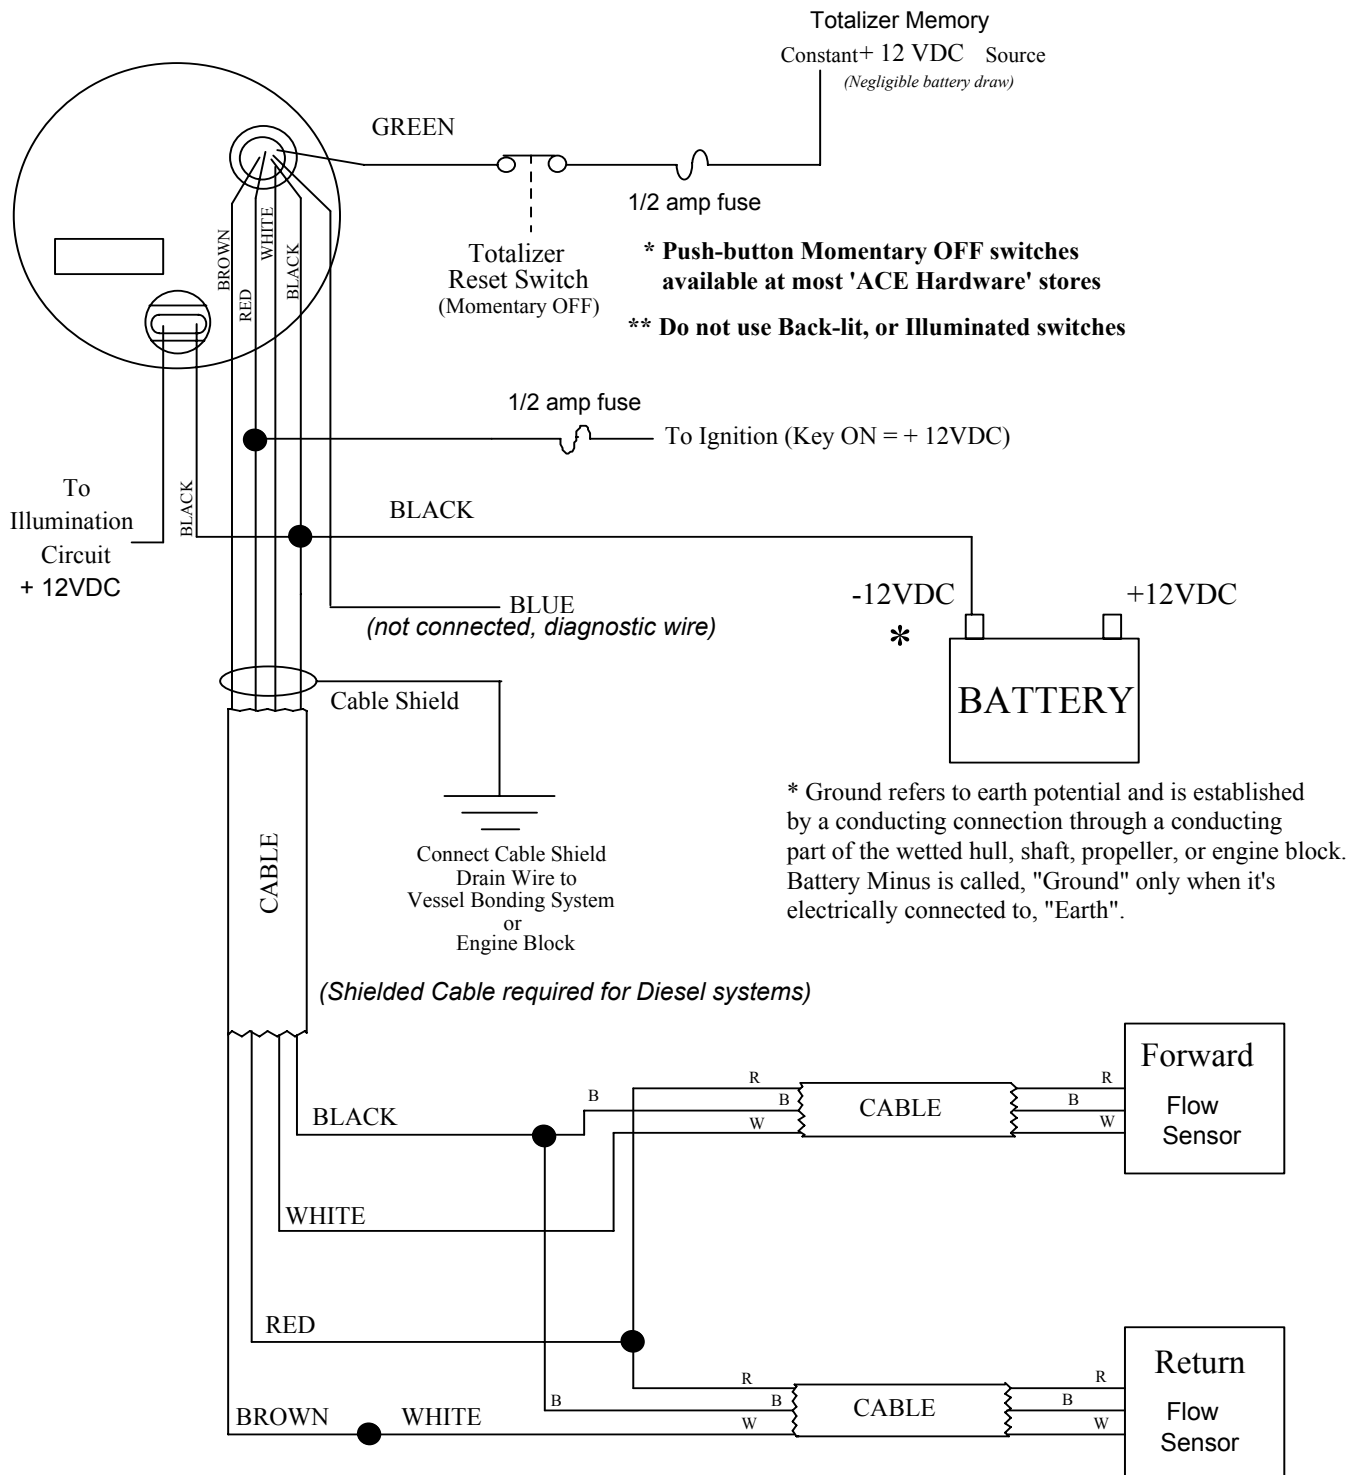 Totalizer Memory
Constant+ 12 VDC Source
(Negligible battery draw)
GREEN
1/2 amp fuse
Totalizer
Reset Switch
(Momentary OFF)
* Push-button Momentary OFF switches
available at most 'ACE Hardware' stores
** Do not use Back-lit, or Illuminated switches
BROWN
RED
WHITE
BLACK
1/2 amp fuse
To Ignition (Key ON = + 12VDC)
To
Illumination
Circuit
+ 12VDC
BLACK
BLACK
BLUE
(not connected, diagnostic wire)
-12VDC
+12VDC
*
BATTERY
Cable Shield
* Ground refers to earth potential and is established
by a conducting connection through a conducting
part of the wetted hull, shaft, propeller, or engine block.
Battery Minus is called, "Ground" only when it's
electrically connected to, "Earth".
CABLE
Connect Cable Shield
Drain Wire to
Vessel Bonding System
or
Engine Block
(Shielded Cable required for Diesel systems)
BLACK
B
R
B
W
CABLE
R
B
W
Forward
Flow
Sensor
WHITE
RED
BROWN
WHITE
B
R
B
W
CABLE
R
B
W
Return
Flow
Sensor